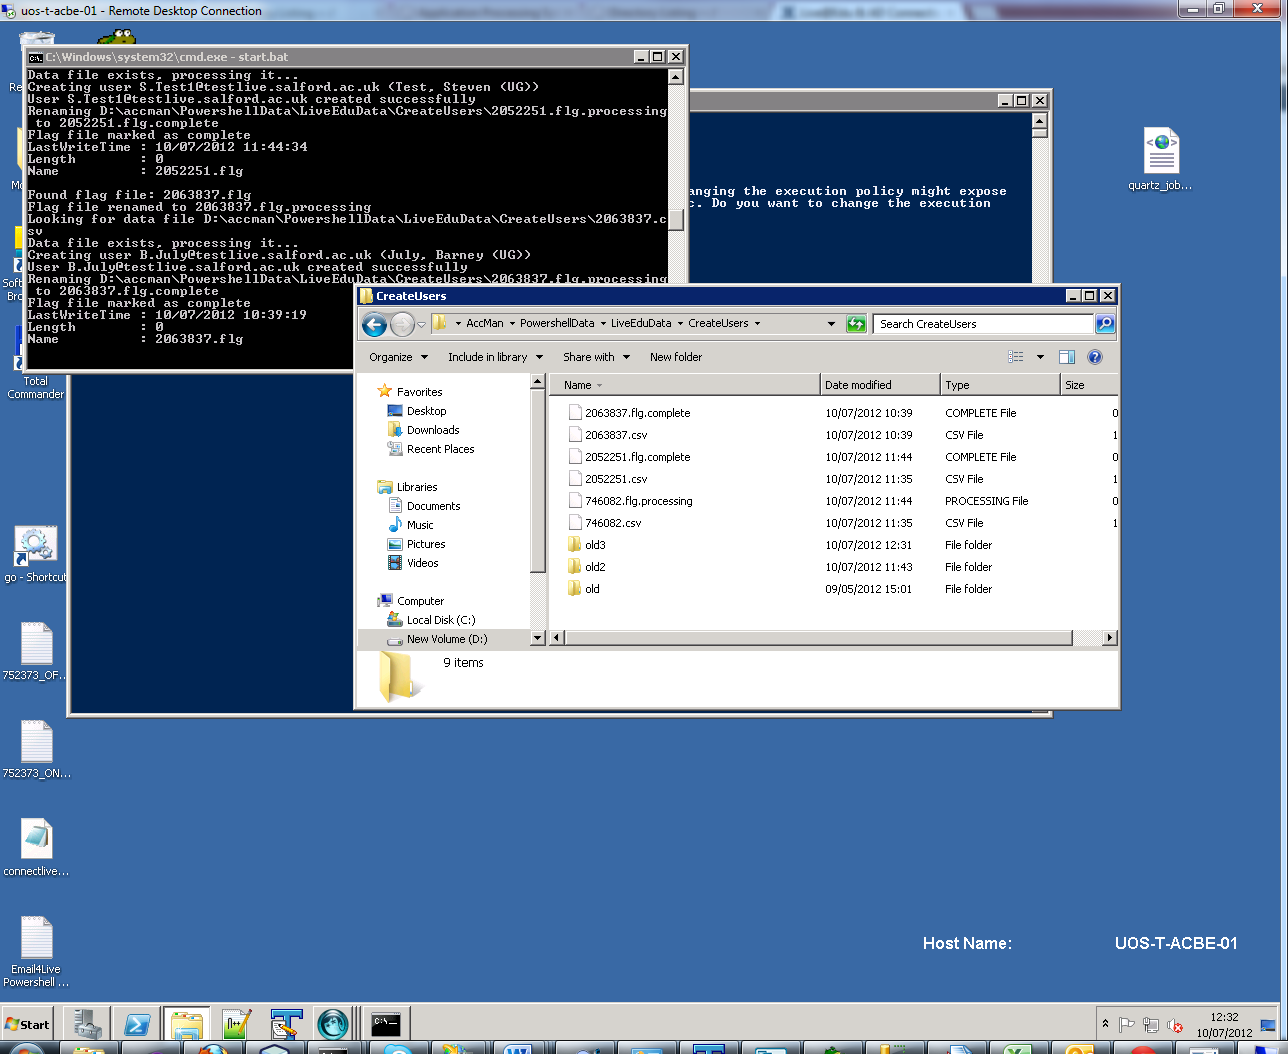 uos-t-acbe-01 - Remote Desktop Connection
C:\Windows\system32\cmd.exe - start.bat
Data file exists, processing it...
Creating user S.Test1@testlive.salford.ac.uk (Test, Steven (UG))
User S.Test1@testlive.salford.ac.uk created successfully
Renaming D:\accman\PowershellData\LiveEduData\CreateUsers\2052251.flg.processing
to 2052251.flg.complete
Flag file marked as complete
LastWriteTime : 10/07/2012 11:44:34
Length : 0
Name : 2052251.flg
Found flag file: 2063837.flg
Flag file renamed to 2063837.flg.processing
Looking for data file D:\accman\PowershellData\LiveEduData\CreateUsers\2063837.c
sv
Data file exists, processing it...
Creating user B.July@testlive.salford.ac.uk (July, Barney (UG))
User B.July@testlive.salford.ac.uk created successfully
Renaming D:\accman\PowershellData\LiveEduData\CreateUsers\2063837.flg.processing
to 2063837.flg.complete
Flag file marked as complete
LastWriteTime : 10/07/2012 10:39:19
Length : 0
Name : 2063837.flg
anging the execution policy might expose
c. Do you want to change the execution
quartz_job...
CreateUsers
AccMan PowershellData LiveEduData CreateUsers
Search CreateUsers
Organize Include in library Share with New folder
Favorites
Desktop
Downloads
Recent Places
Libraries
Documents
Music
Pictures
Videos
Computer
Local Disk (C:)
New Volume (D:)
Name Date modified Type Size
2063837.flg.complete 10/07/2012 10:39 COMPLETE File 0
2063837.csv 10/07/2012 10:39 CSV File 1
2052251.flg.complete 10/07/2012 11:44 COMPLETE File 0
2052251.csv 10/07/2012 11:35 CSV File 1
746082.flg.processing 10/07/2012 11:44 PROCESSING File 0
746082.csv 10/07/2012 11:35 CSV File 1
old3 10/07/2012 12:31 File folder
old2 10/07/2012 11:43 File folder
old 09/05/2012 15:01 File folder
9 items
Re
Mo
Soft
Bro
Total
Commander
go - Shortcut
752373_OF...
752373_ON...
connectlive...
Email4Live
Powershell ...
Host Name: UOS-T-ACBE-01
Start
12:32
10/07/2012